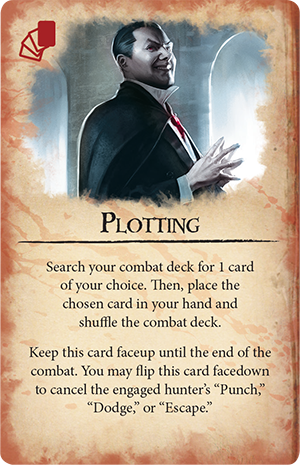 PLOTTING
Search your combat deck for 1 card
of your choice. Then, place the
chosen card in your hand and
shuffle the combat deck.
Keep this card faceup until the end of the
combat. You may flip this card facedown
to cancel the engaged hunter’s “Punch,”
“Dodge,” or “Escape.”